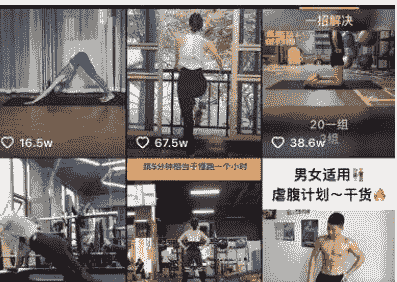 一招解决
20一组
3组
16.5w
67.5w
38.6w
跳5分钟相当于慢跑一个小时
男女适用
虐腹计划～干货